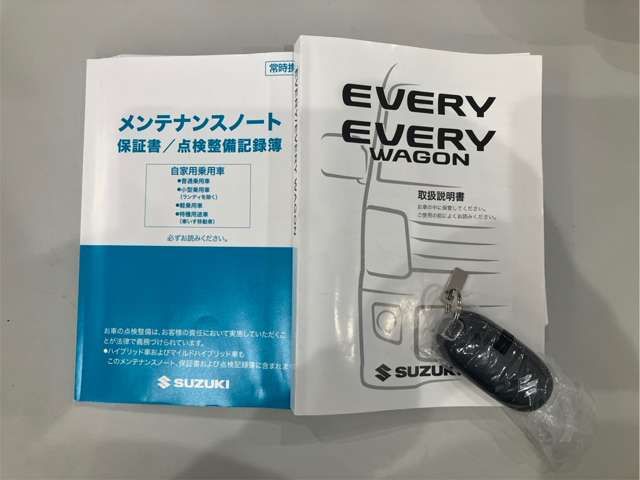 常時携
メンテナンスノート
保証書/点検整備記録簿
自家用乗用車
●普通乗用車
●小型乗用車
(ランディを除く)
●軽乗用車
●特種用途車
(車いす移動車)
必ずお読みください。
お車の点検整備は、お客様の責任において実施していただくこ
とが法律で義務づけられています。
●ハイブリッド車およびマイルドハイブリッド車も
このメンテナンスノート、保証書および点検記録簿に含まれま
SUZUKI
EVERY/EVERY WAGON
EVERY
EVERY
WAGON
取扱説明書
お車の中に保管してください。
ご使用の前によくお読みください。
SUZUKI